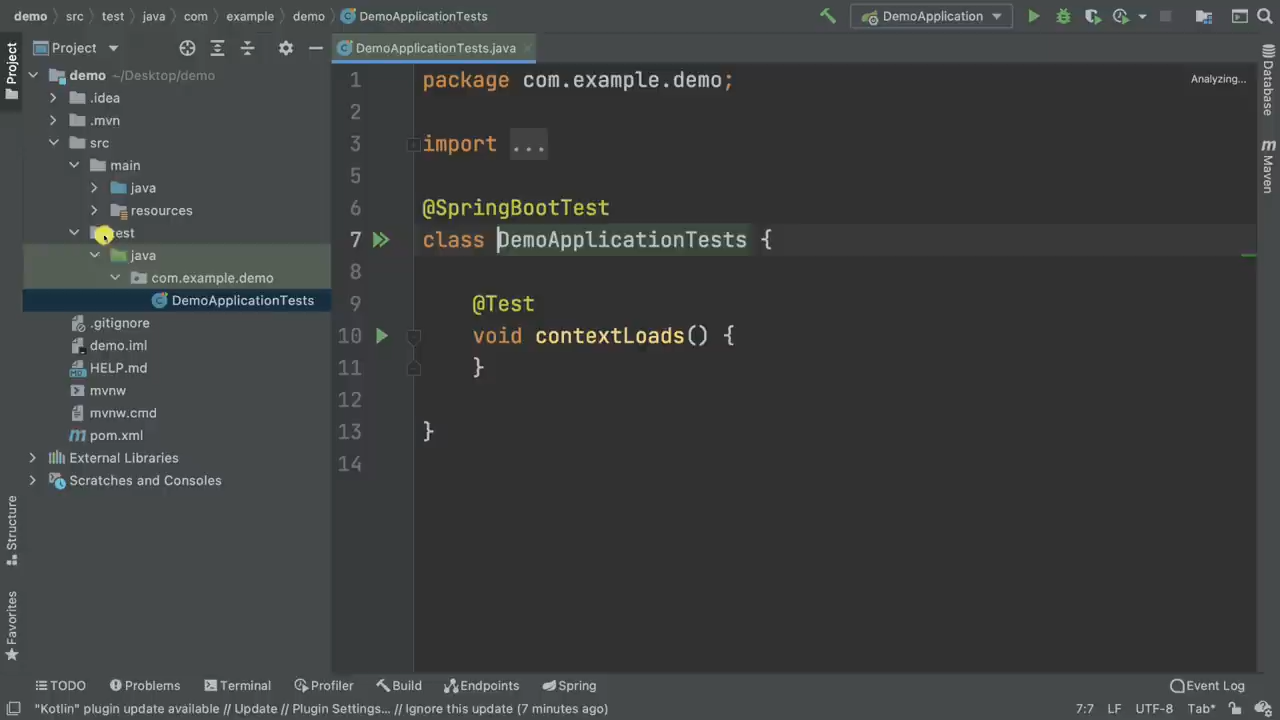 demo src test java com example demo DemoApplicationTests
DemoApplication
Project
DemoApplicationTests.java
Project
demo ~/Desktop/demo
.idea
.mvn
src
main
java
resources
test
java
com.example.demo
DemoApplicationTests
.gitignore
demo.iml
HELP.md
mvnw
mvnw.cmd
pom.xml
External Libraries
Scratches and Consoles
Structure
Favorites
1 package com.example.demo;
2
3 import ...
5
6 @SpringBootTest
7 class DemoApplicationTests {
8
9 @Test
10 void contextLoads() {
11 }
12
13 }
14
Analyzing...
Database
Maven
TODO Problems Terminal Profiler Build Endpoints Spring Event Log
"Kotlin" plugin update available // Update // Plugin Settings... // Ignore this update (7 minutes ago) 7:7 LF UTF-8 Tab*